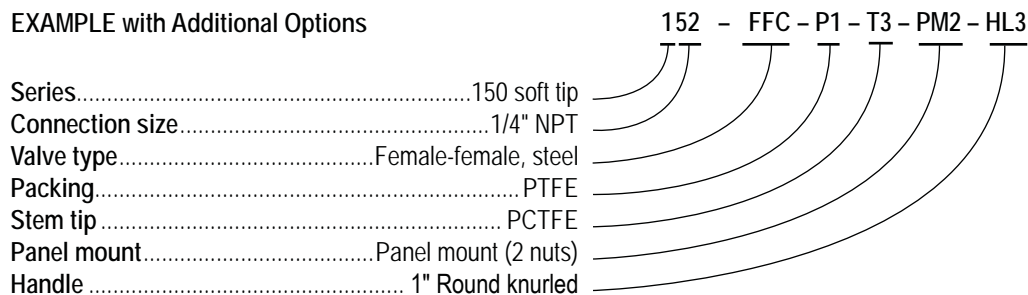 EXAMPLE with Additional Options 152 – FFC – P1 – T3 – PM2 – HL3
Series.................................................................150 soft tip
Connection size...................................................1/4" NPT
Valve type..........................................Female-female, steel
Packing...................................................................... PTFE
Stem tip .................................................................. PCTFE
Panel mount......................................Panel mount (2 nuts)
Handle .................................................... 1" Round knurled